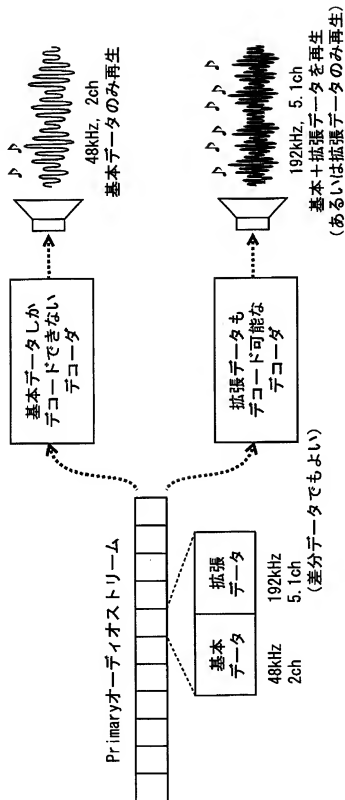 Primaryオーディオストリーム
基本
データ
拡張
データ
48kHz
2ch
192kHz
5.1ch
(差分データでもよい)
基本データしか
デコードできない
デコーダ
48kHz, 2ch
基本データのみ再生
拡張データも
デコード可能な
デコーダ
192kHz, 5.1ch
基本+拡張データを再生
(あるいは拡張データのみ再生)